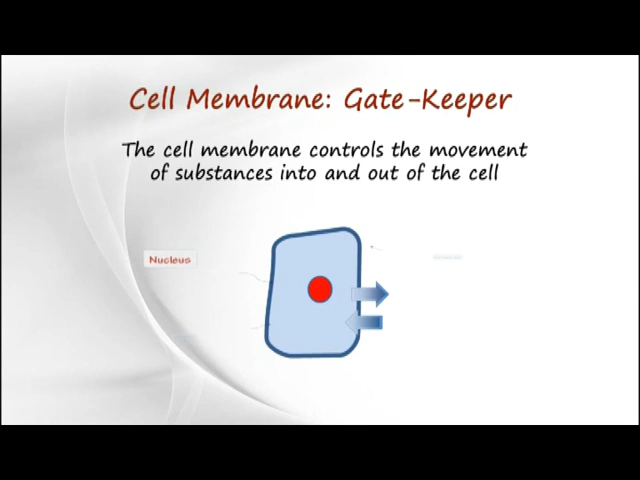 Cell Membrane: Gate-Keeper
The cell membrane controls the movement
of substances into and out of the cell
Nucleus